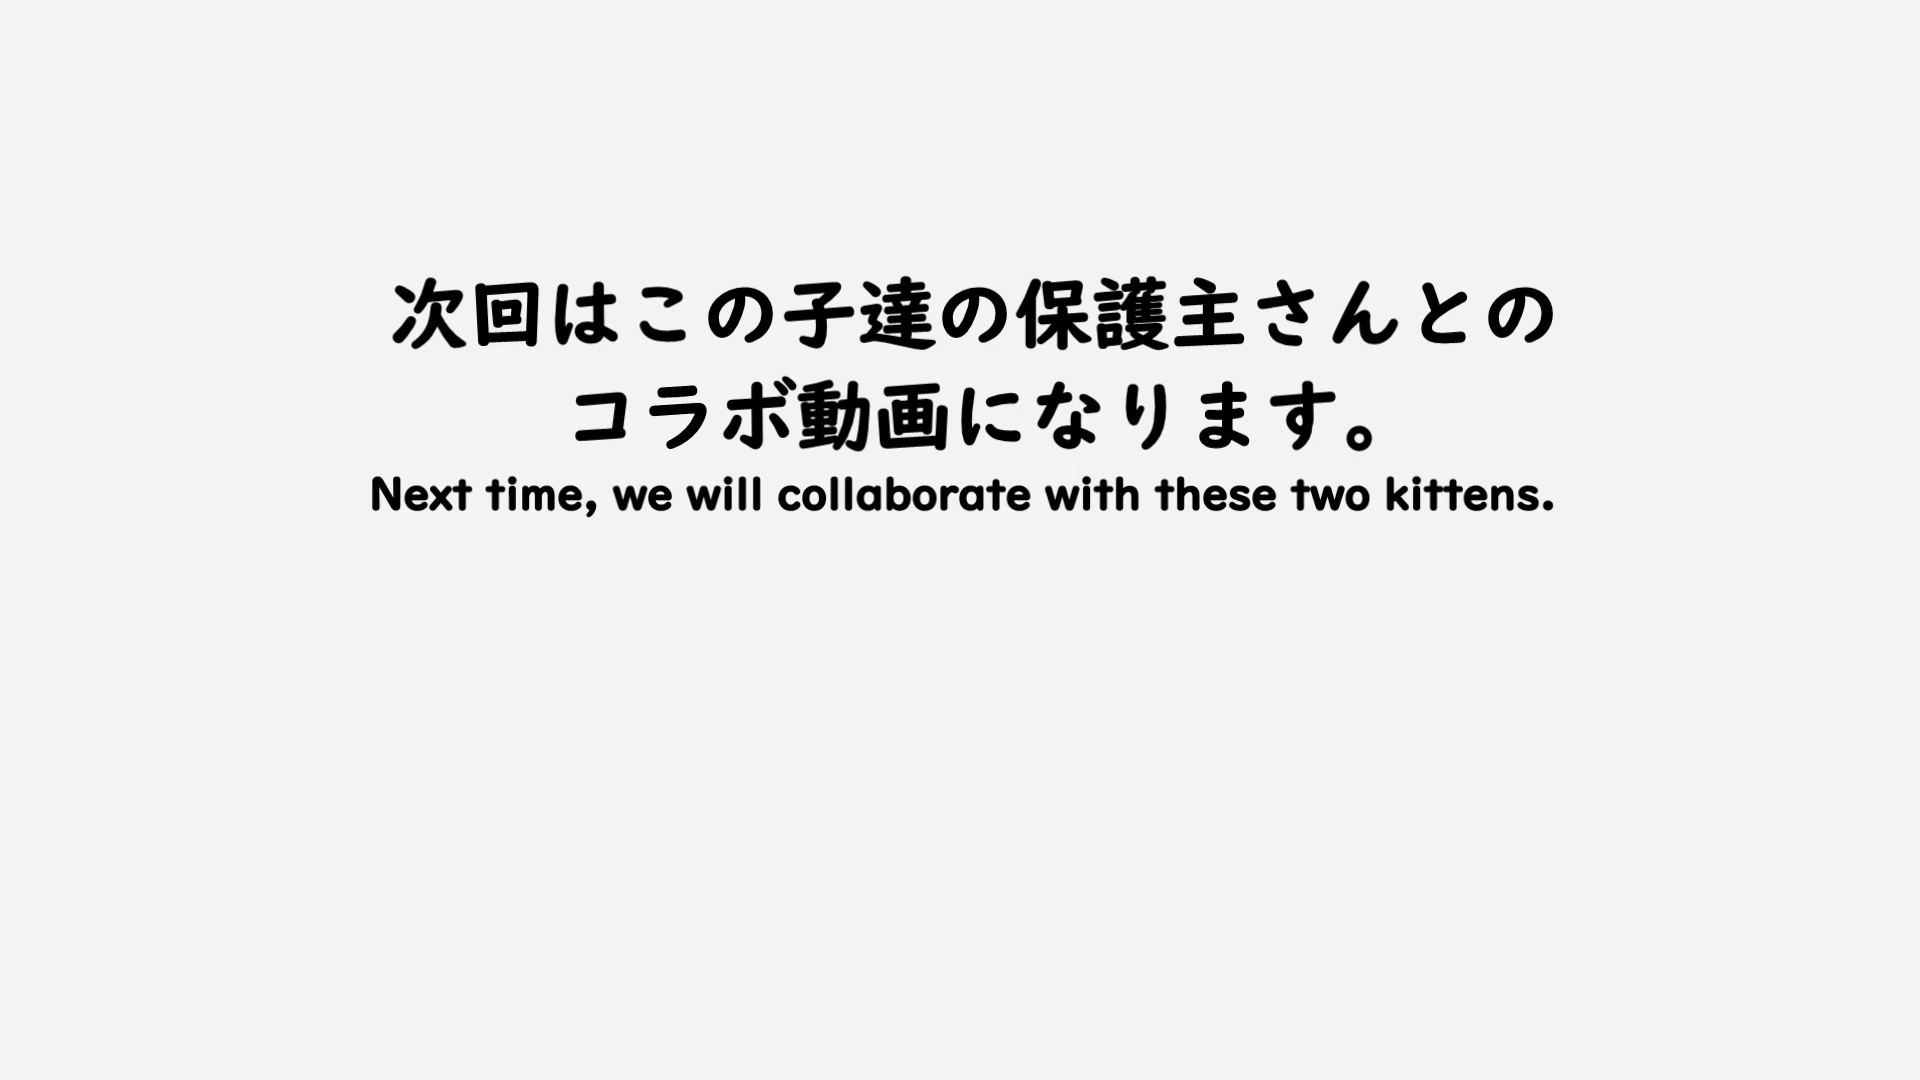 次回はこの子達の保護主さんとの
コラボ動画になります。
Next time, we will collaborate with these two kittens.